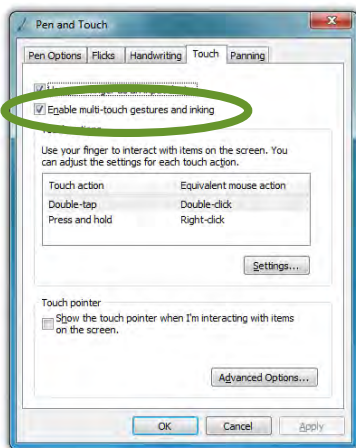 Pen and Touch
Pen Options Flicks Handwriting Touch Panning
Enable multi-touch gestures and inking
Use your finger to interact with items on the screen. You
can adjust the settings for each touch action.
Touch action Equivalent mouse action
Double-tap Double-click
Press and hold Right-click
Settings...
Touch pointer
Show the touch pointer when I'm interacting with items
on the screen.
Advanced Options...
OK Cancel Apply